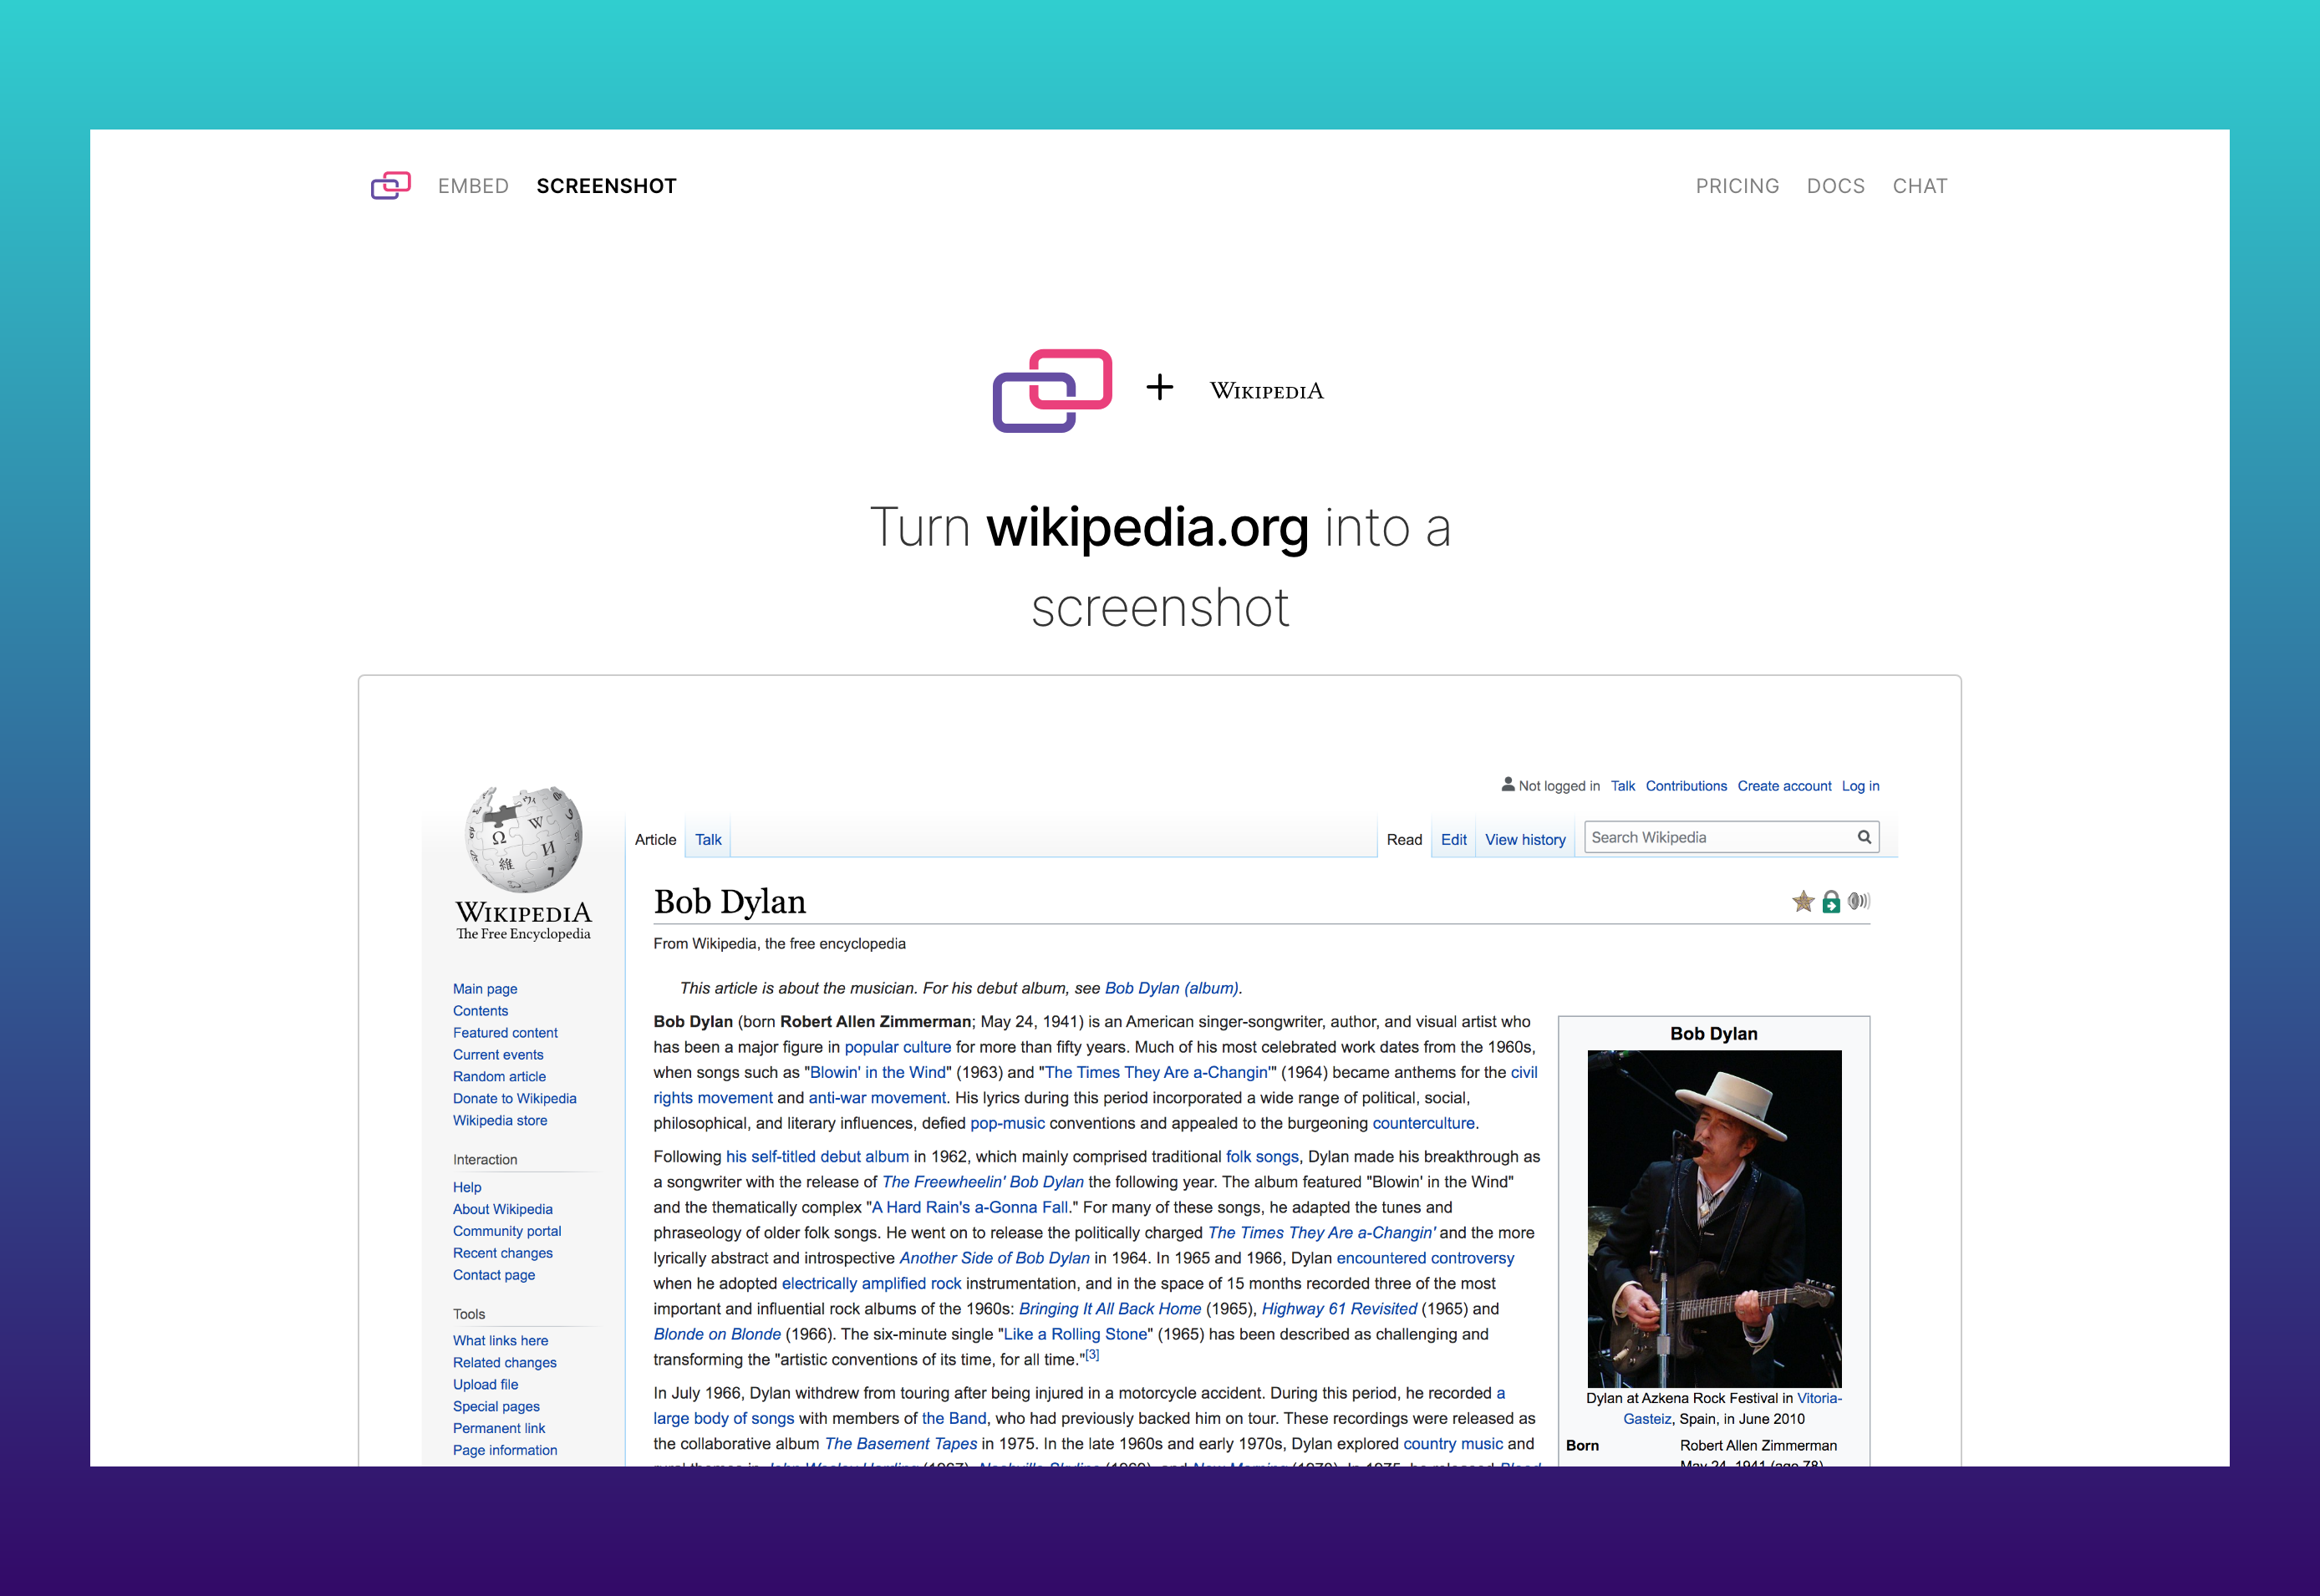 EMBED SCREENSHOT PRICING DOCS CHAT
+ WIKIPEDIA
Turn wikipedia.org into a
screenshot
Not logged in Talk Contributions Create account Log in
Article Talk Read Edit View history Search Wikipedia
WIKIPEDIA
The Free Encyclopedia
Main page
Contents
Featured content
Current events
Random article
Donate to Wikipedia
Wikipedia store
Interaction
Help
About Wikipedia
Community portal
Recent changes
Contact page
Tools
What links here
Related changes
Upload file
Special pages
Permanent link
Page information
Bob Dylan
From Wikipedia, the free encyclopedia
This article is about the musician. For his debut album, see Bob Dylan (album).
Bob Dylan (born Robert Allen Zimmerman; May 24, 1941) is an American singer-songwriter, author, and visual artist who
has been a major figure in popular culture for more than fifty years. Much of his most celebrated work dates from the 1960s,
when songs such as "Blowin' in the Wind" (1963) and "The Times They Are a-Changin'" (1964) became anthems for the civil
rights movement and anti-war movement. His lyrics during this period incorporated a wide range of political, social,
philosophical, and literary influences, defied pop-music conventions and appealed to the burgeoning counterculture.
Following his self-titled debut album in 1962, which mainly comprised traditional folk songs, Dylan made his breakthrough as
a songwriter with the release of The Freewheelin' Bob Dylan the following year. The album featured "Blowin' in the Wind"
and the thematically complex "A Hard Rain's a-Gonna Fall." For many of these songs, he adapted the tunes and
phraseology of older folk songs. He went on to release the politically charged The Times They Are a-Changin' and the more
lyrically abstract and introspective Another Side of Bob Dylan in 1964. In 1965 and 1966, Dylan encountered controversy
when he adopted electrically amplified rock instrumentation, and in the space of 15 months recorded three of the most
important and influential rock albums of the 1960s: Bringing It All Back Home (1965), Highway 61 Revisited (1965) and
Blonde on Blonde (1966). The six-minute single "Like a Rolling Stone" (1965) has been described as challenging and
transforming the "artistic conventions of its time, for all time."[3]
In July 1966, Dylan withdrew from touring after being injured in a motorcycle accident. During this period, he recorded a
large body of songs with members of the Band, who had previously backed him on tour. These recordings were released as
the collaborative album The Basement Tapes in 1975. In the late 1960s and early 1970s, Dylan explored country music and
rural themes in John Wesley Harding (1967), Nashville Skyline (1969), and New Morning (1970). In 1975, he released Blood
Bob Dylan
Dylan at Azkena Rock Festival in Vitoria-
Gasteiz, Spain, in June 2010
Born Robert Allen Zimmerman
May 24, 1941 (age 78)